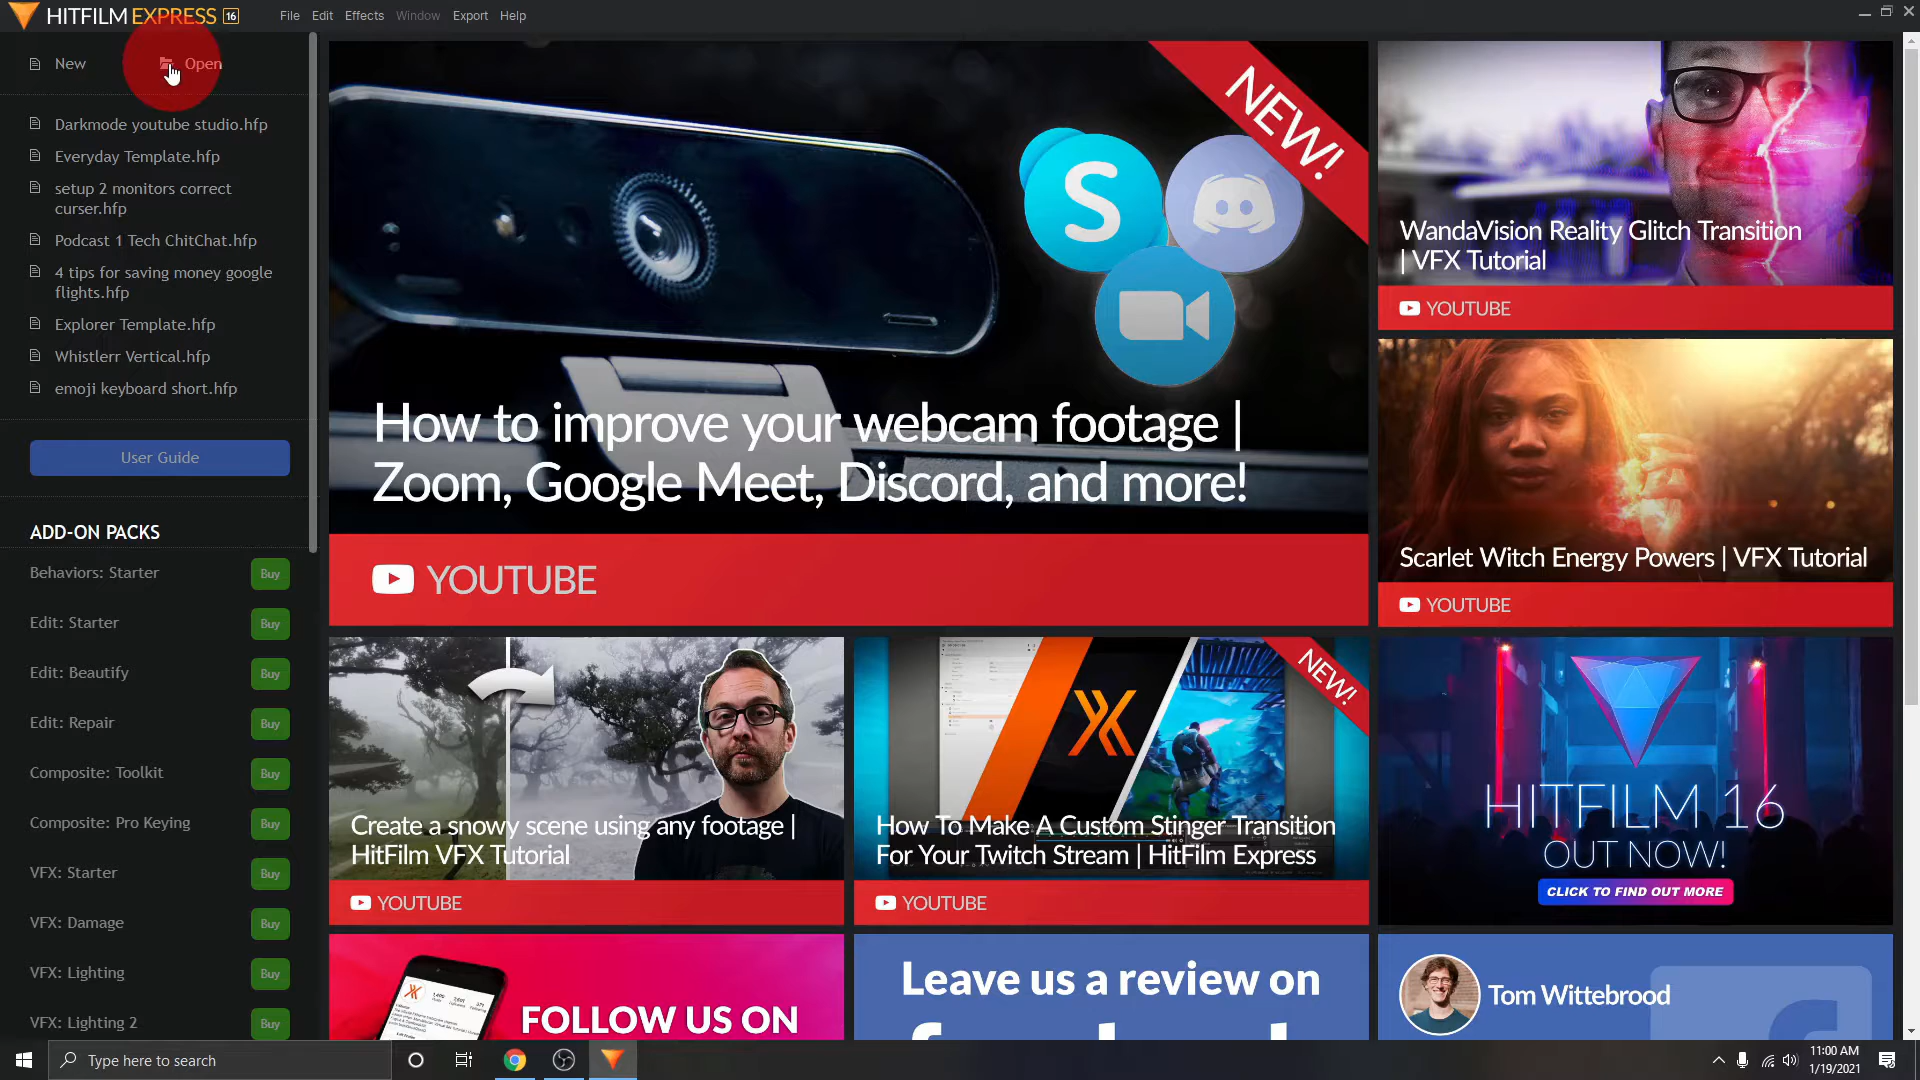 HITFILM EXPRESS 16
File Edit Effects Window Export Help
New Open
Darkmode youtube studio.hfp
Everyday Template.hfp
setup 2 monitors correct
curser.hfp
Podcast 1 Tech ChitChat.hfp
4 tips for saving money google
flights.hfp
Explorer Template.hfp
Whistlerr Vertical.hfp
emoji keyboard short.hfp
User Guide
ADD-ON PACKS
Behaviors: Starter Buy
Edit: Starter Buy
Edit: Beautify Buy
Edit: Repair Buy
Composite: Toolkit Buy
Composite: Pro Keying Buy
VFX: Starter Buy
VFX: Damage Buy
VFX: Lighting Buy
VFX: Lighting 2 Buy
NEW!
S
How to improve your webcam footage |
Zoom, Google Meet, Discord, and more!
YOUTUBE
WandaVision Reality Glitch Transition
| VFX Tutorial
YOUTUBE
Scarlet Witch Energy Powers | VFX Tutorial
YOUTUBE
Create a snowy scene using any footage |
HitFilm VFX Tutorial
YOUTUBE
NEW!
How To Make A Custom Stinger Transition
For Your Twitch Stream | HitFilm Express
YOUTUBE
HITFILM 16
OUT NOW!
CLICK TO FIND OUT MORE
FOLLOW US ON
Leave us a review on
Tom Wittebrood
Type here to search
11:00 AM
1/19/2021